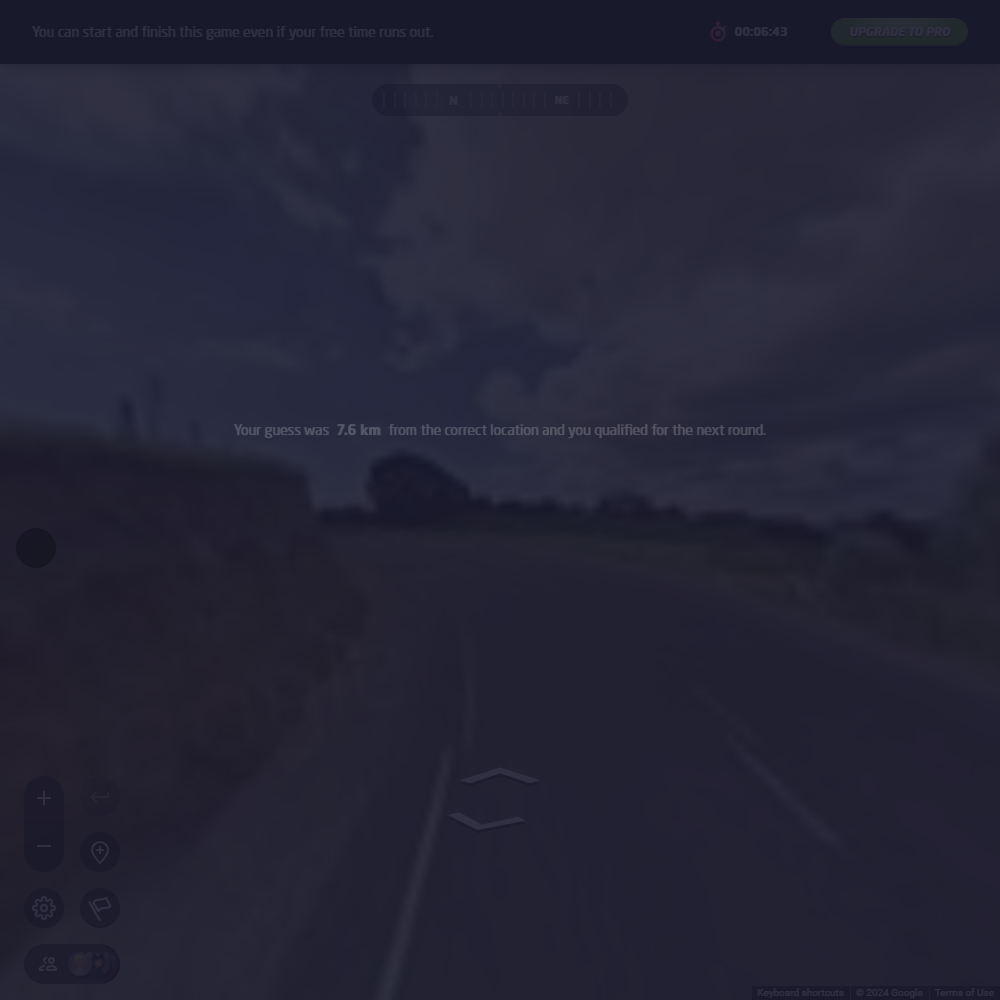 You can start and finish this game even if your free time runs out.
00:06:43
UPGRADE TO PRO
N
NE
Your guess was 7.6 km from the correct location and you qualified for the next round.
Keyboard shortcuts
© 2024 Google
Terms of Use